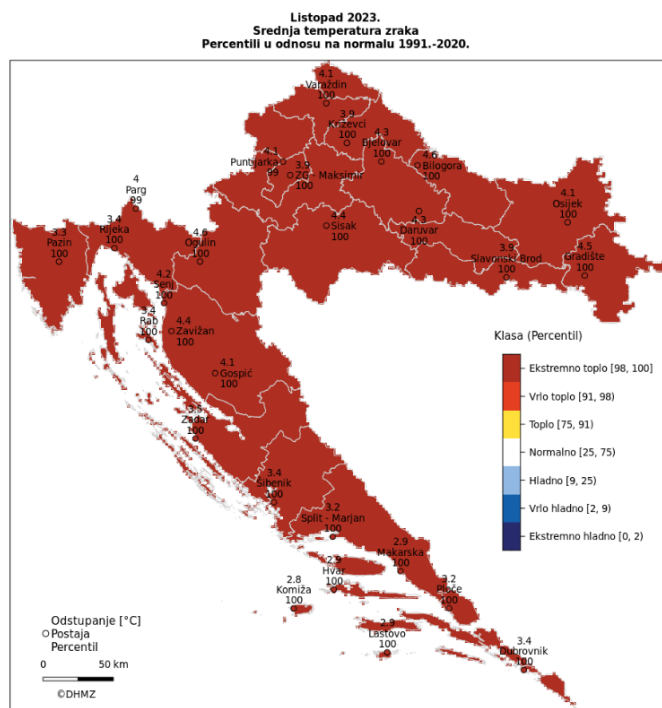 Listopad 2023.
Srednja temperatura zraka
Percentili u odnosu na normalu 1991.-2020.
4.1
Varaždin
100
3.9
Križevci
100
4.3
Bjelovar
100
4.6
Bilogora
100
4.1
Puntijarka
99
3.9
ZG - Maksimir
100
4
Parg
99
3.3
Pazin
100
3.4
Rijeka
100
4.6
Ogulin
100
4.4
Sisak
100
4.3
Daruvar
100
4.1
Osijek
100
3.9
Slavonski Brod
100
4.5
Gradište
100
4.2
Senj
100
3.4
Rab
100
4.4
Zavižan
100
4.1
Gospić
100
3.5
Zadar
100
3.4
Šibenik
100
3.2
Split - Marjan
100
2.9
Makarska
100
2.9
Hvar
100
2.8
Komiža
100
3.2
Ploče
100
2.9
Lastovo
100
3.4
Dubrovnik
100
Klasa (Percentil)
Ekstremno toplo [98, 100]
Vrlo toplo [91, 98)
Toplo [75, 91)
Normalno [25, 75)
Hladno [9, 25)
Vrlo hladno [2, 9)
Ekstremno hladno [0, 2)
Odstupanje [°C]
Postaja
Percentil
0 50 km
©DHMZ